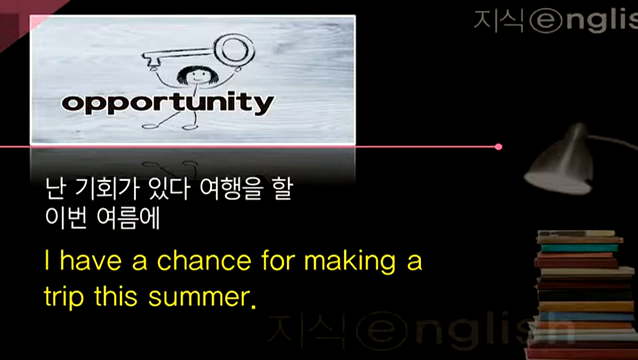 지식ⓔnglis
opportunity
난 기회가 있다 여행을 할
이번 여름에
I have a chance for making a
trip this summer.
지식ⓔnglish